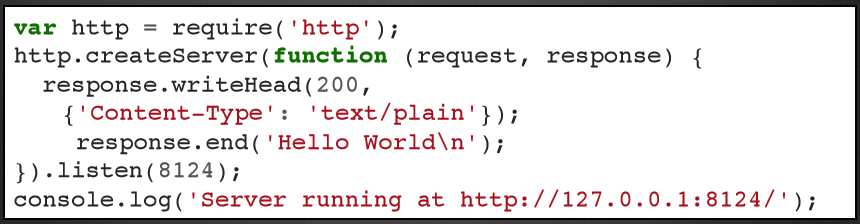 var http = require('http');
http.createServer(function (request, response) {
  response.writeHead(200,
   {'Content-Type': 'text/plain'});
    response.end('Hello World\n');
}).listen(8124);
console.log('Server running at http://127.0.0.1:8124/');